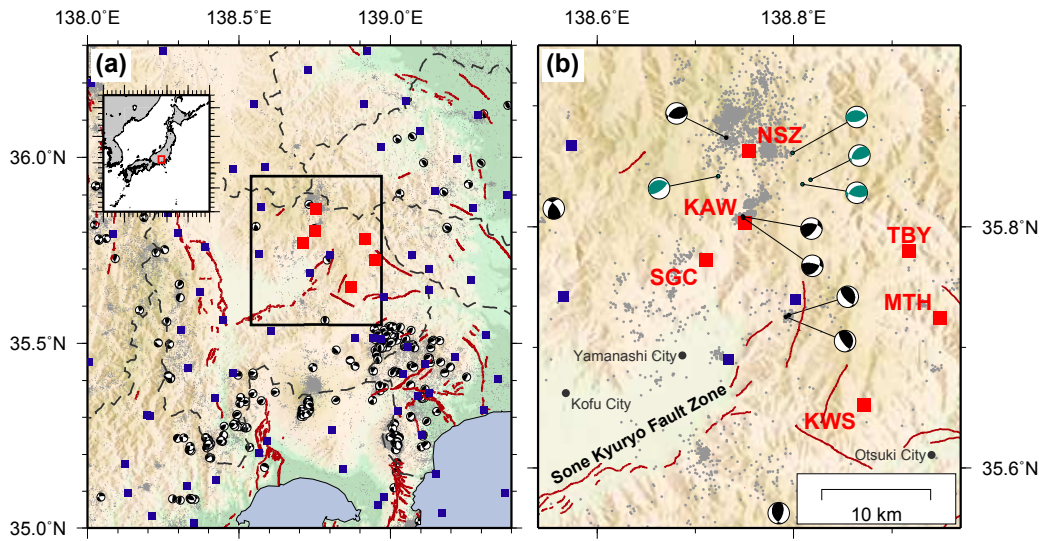 138.0° 138.5° 139.0°
138.6° 138.8°
(a)
36.0°N
35.5°N
35.0°N
(b)
NSZ
KAW
SGC
TBY
MTH
KWS
35.8°N
35.6°N
Yamanashi City
Kofu City
Sone Kyuryo Fault Zone
Otsuki City
10 km